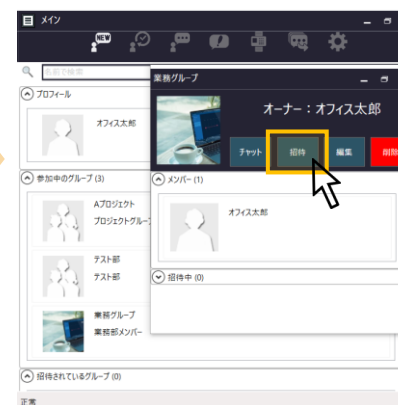 メイン
NEW
名前で検索
プロフィール
オフィス太郎
参加中のグループ (3)
Aプロジェクト
プロジェクトグルー
テスト部
テスト部
業務グループ
業務部メンバー
招待されているグループ (0)
正常
業務グループ
オーナー：オフィス太郎
チャット
招待
編集
削除
メンバー (1)
オフィス太郎
招待中 (0)